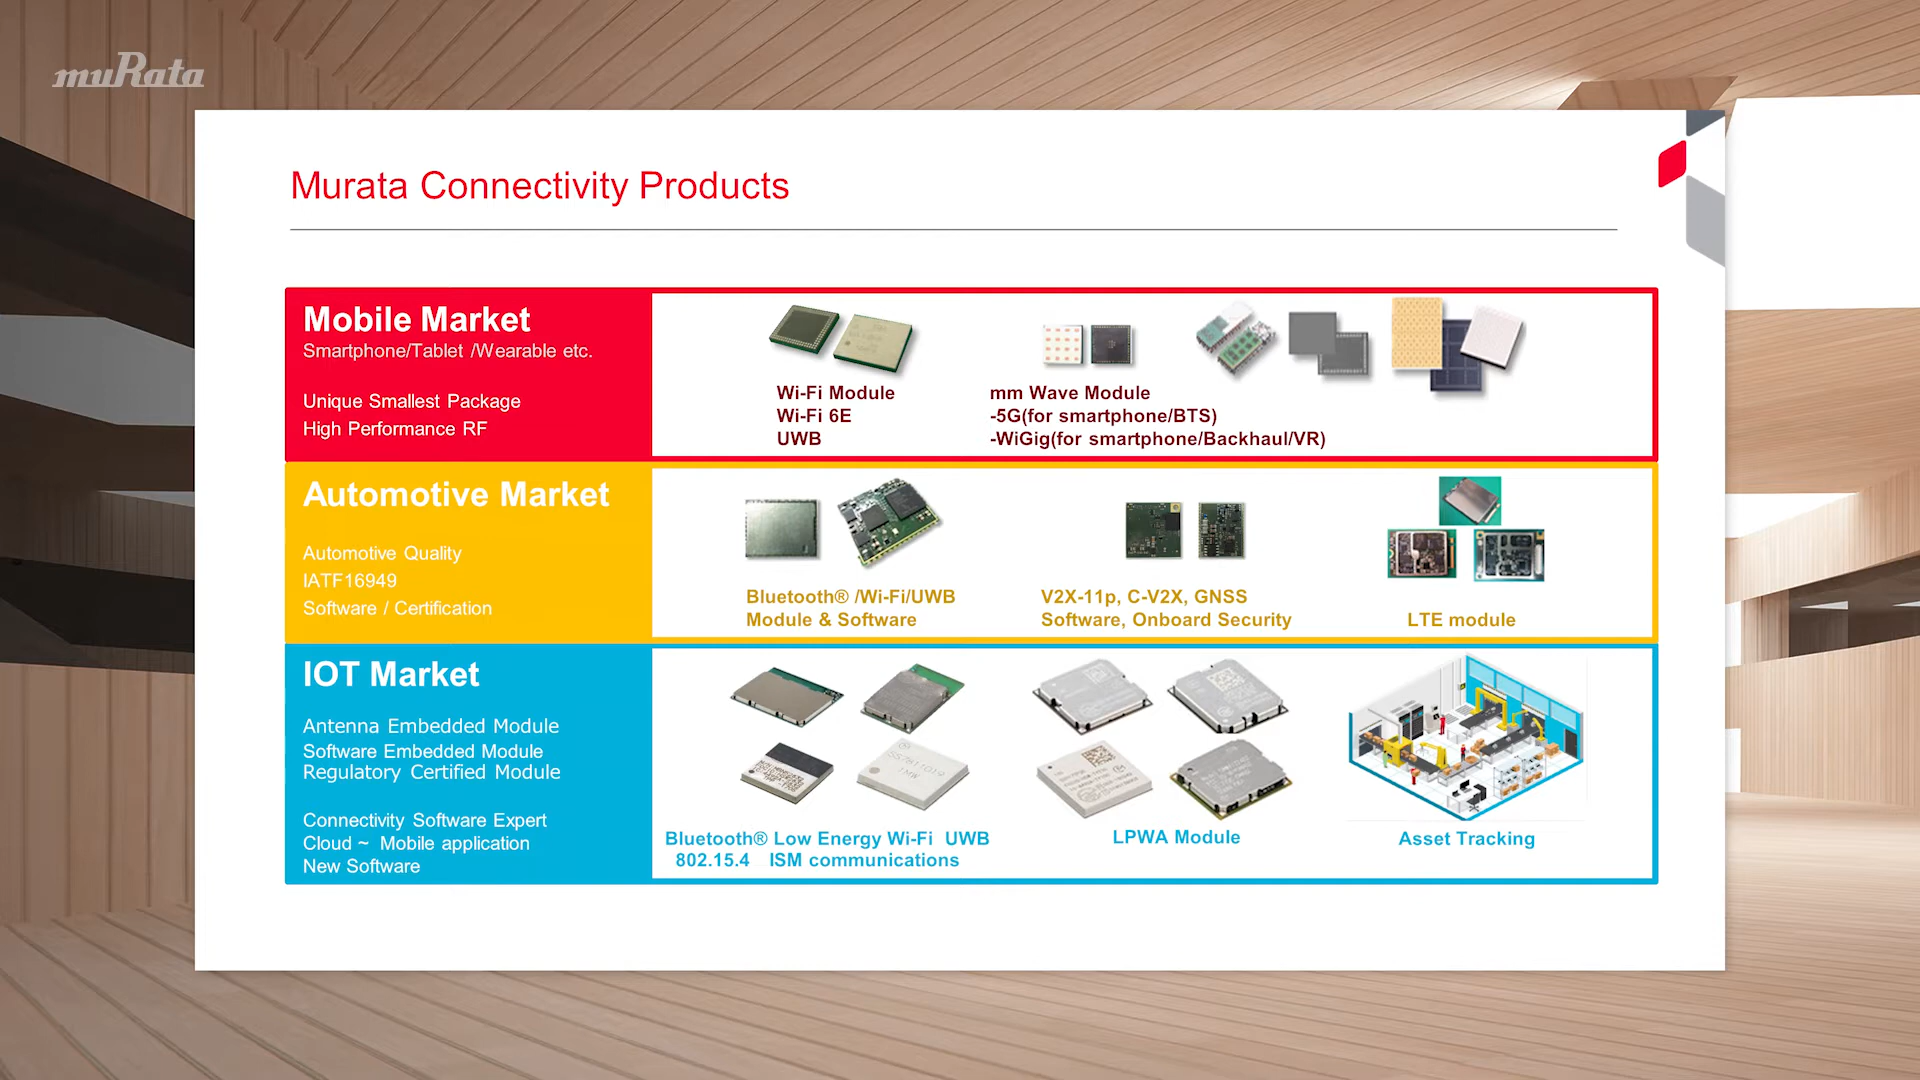 muRata
Murata Connectivity Products
Mobile Market
Smartphone/Tablet /Wearable etc.
Unique Smallest Package
High Performance RF
Wi-Fi Module
Wi-Fi 6E
UWB
mm Wave Module
-5G(for smartphone/BTS)
-WiGig(for smartphone/Backhaul/VR)
Automotive Market
Automotive Quality
IATF16949
Software / Certification
Bluetooth® /Wi-Fi/UWB
Module & Software
V2X-11p, C-V2X, GNSS
Software, Onboard Security
LTE module
IOT Market
Antenna Embedded Module
Software Embedded Module
Regulatory Certified Module
Connectivity Software Expert
Cloud ~ Mobile application
New Software
Bluetooth® Low Energy Wi-Fi UWB
802.15.4 ISM communications
LPWA Module
Asset Tracking